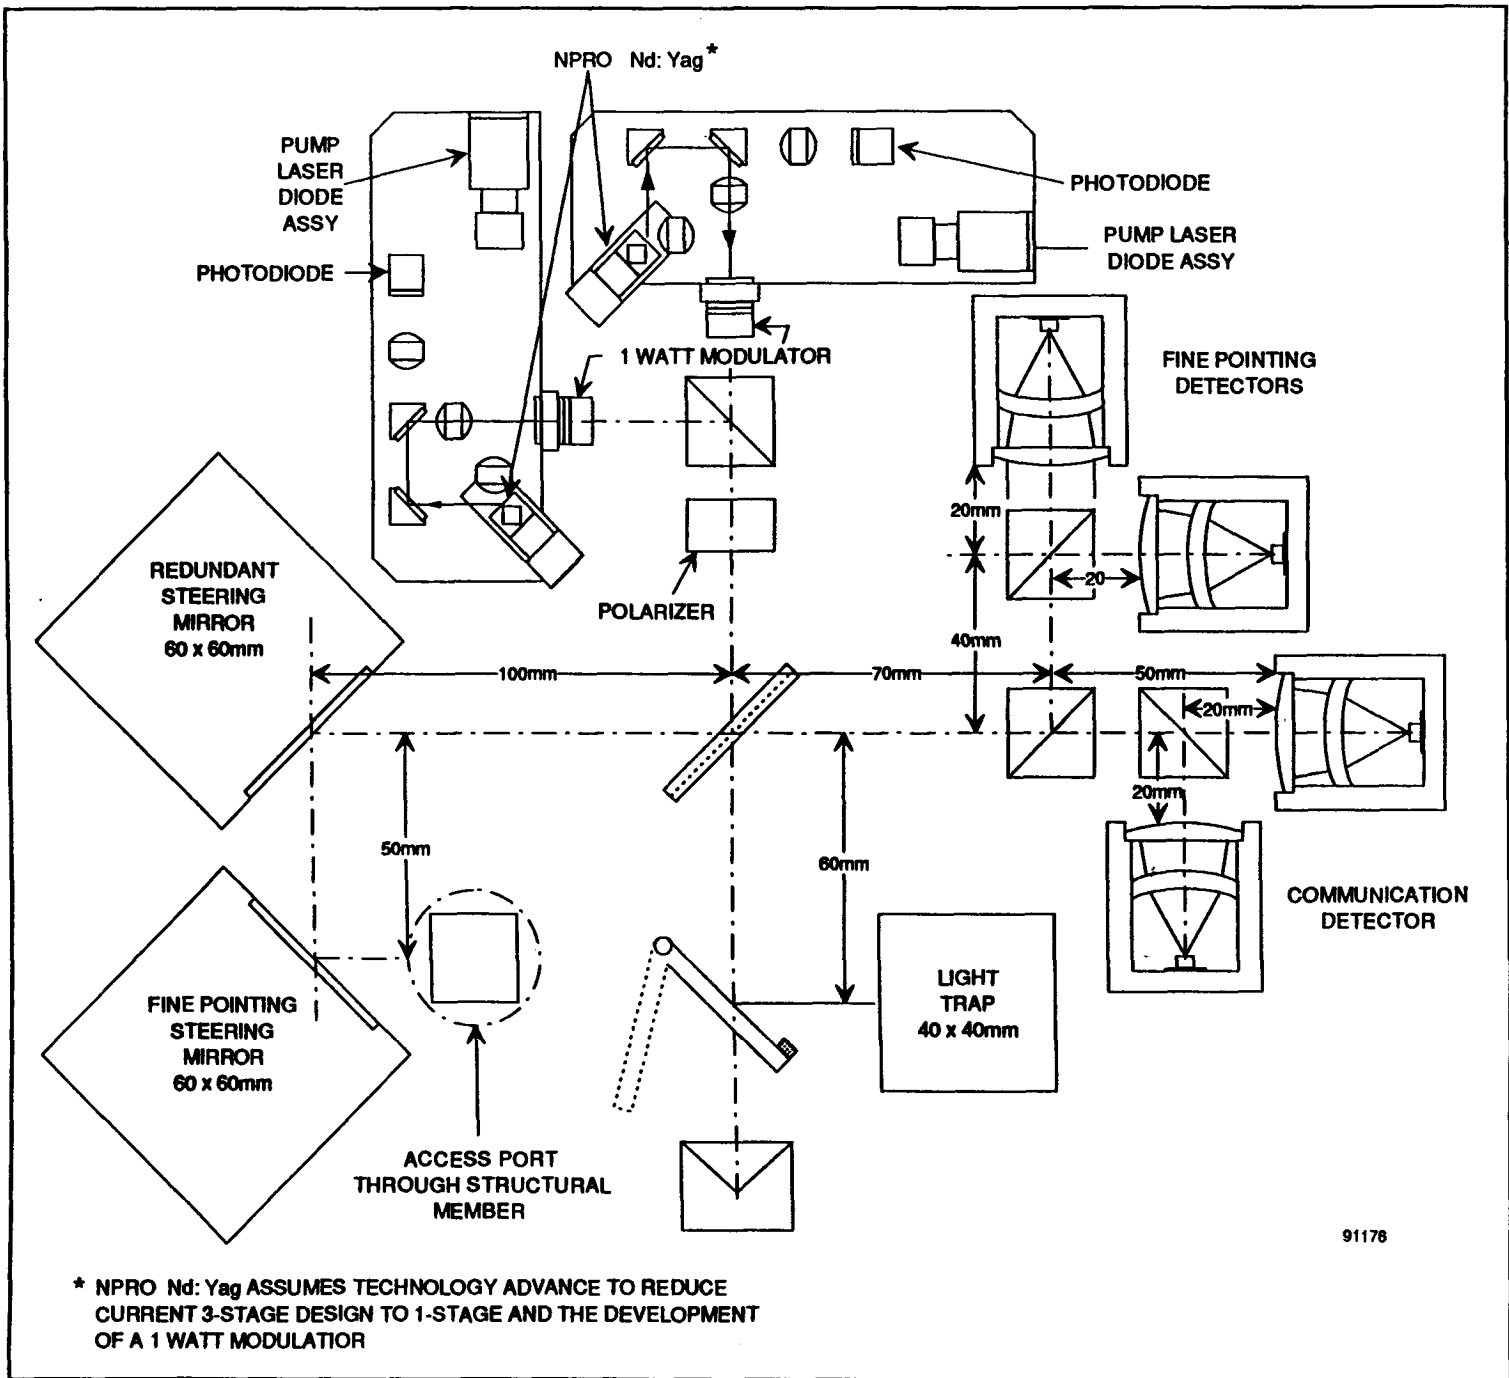 NPRO Nd: Yag*
PUMP
LASER
DIODE
ASSY
PHOTODIODE
PHOTODIODE
PUMP LASER
DIODE ASSY
1 WATT MODULATOR
FINE POINTING
DETECTORS
POLARIZER
20mm
20
40mm
REDUNDANT
STEERING
MIRROR
60 x 60mm
100mm
70mm
50mm
20mm
20mm
50mm
60mm
COMMUNICATION
DETECTOR
LIGHT
TRAP
40 x 40mm
FINE POINTING
STEERING
MIRROR
60 x 60mm
ACCESS PORT
THROUGH STRUCTURAL
MEMBER
91176
* NPRO Nd: Yag ASSUMES TECHNOLOGY ADVANCE TO REDUCE
CURRENT 3-STAGE DESIGN TO 1-STAGE AND THE DEVELOPMENT
OF A 1 WATT MODULATIOR